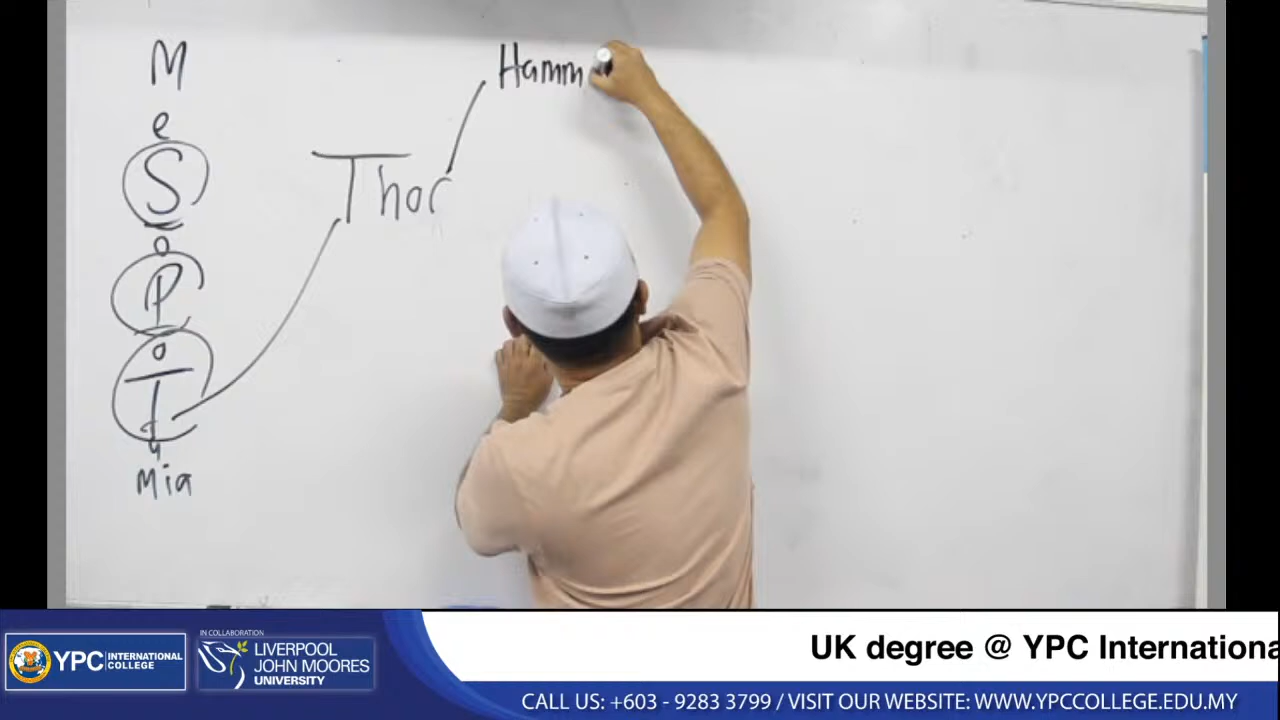 M
e
S
o
P
o
T
a
Mia
Thor
Hamm
YPC INTERNATIONAL COLLEGE
IN COLLABORATION
LIVERPOOL
JOHN MOORES
UNIVERSITY
UK degree @ YPC Internationa
CALL US: +603 - 9283 3799 / VISIT OUR WEBSITE: WWW.YPCCOLLEGE.EDU.MY